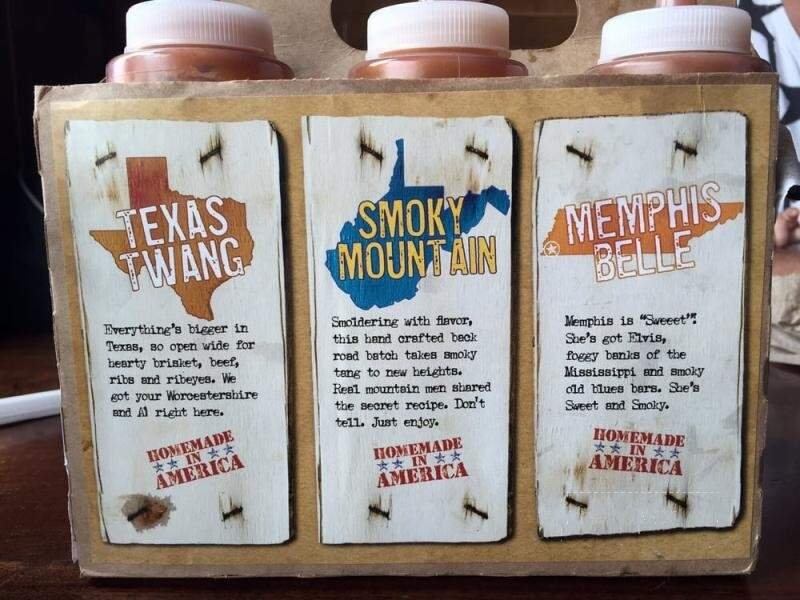 TEXAS
TWANG
Everything's bigger in
Texas, so open wide for
hearty brisket, beef,
ribs and ribeyes. We
got your Worcestershire
and A1 right here.
HOMEMADE
IN
AMERICA
SMOKY
MOUNTAIN
Smoldering with flavor,
this hand crafted back
road batch takes smoky
tang to new heights.
Real mountain men shared
the secret recipe. Don't
tell. Just enjoy.
HOMEMADE
IN
AMERICA
MEMPHIS
BELLE
Memphis is "Sweeet"!
She's got Elvis,
foggy banks of the
Mississippi and smoky
old blues bars. She's
Sweet and Smoky.
HOMEMADE
IN
AMERICA